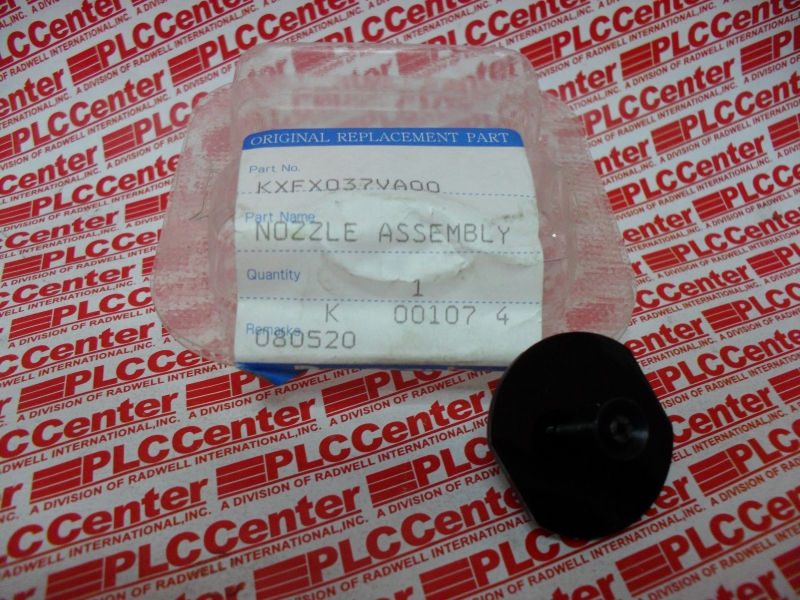 ORIGINAL REPLACEMENT PART
Part No.
KXFX037VA00
Part Name
NOZZLE ASSEMBLY
Quantity
1
K 00107 4
Remarks
080520
PLCCenter
A DIVISION OF RADWELL INTERNATIONAL, INC.